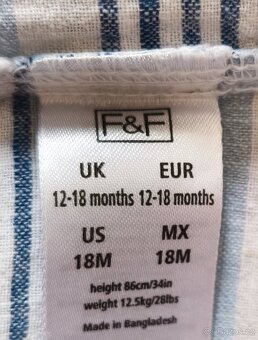 F&F
UK EUR
12-18 months 12-18 months
US MX
18M 18M
height 86cm/34in
weight 12.5kg/28lbs
Made in Bangladesh